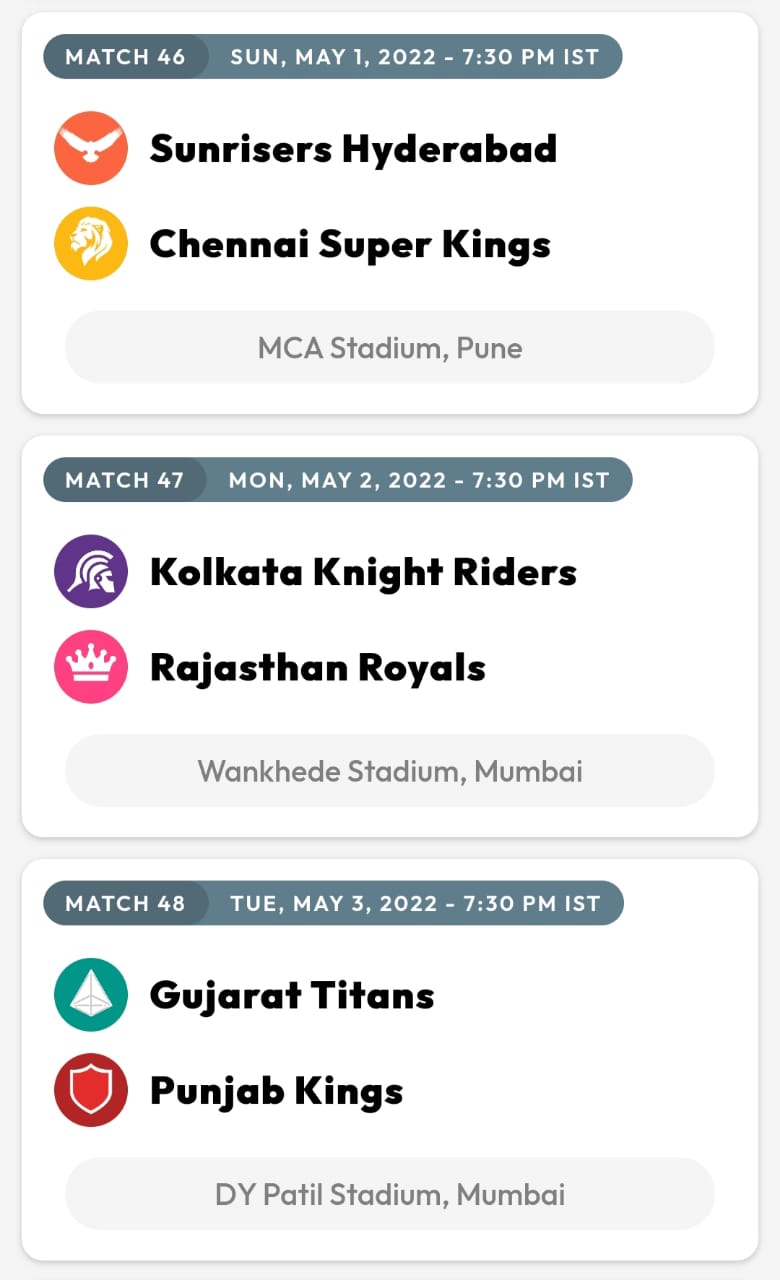 MATCH 46 SUN, MAY 1, 2022 - 7:30 PM IST
Sunrisers Hyderabad
Chennai Super Kings
MCA Stadium, Pune
MATCH 47 MON, MAY 2, 2022 - 7:30 PM IST
Kolkata Knight Riders
Rajasthan Royals
Wankhede Stadium, Mumbai
MATCH 48 TUE, MAY 3, 2022 - 7:30 PM IST
Gujarat Titans
Punjab Kings
DY Patil Stadium, Mumbai